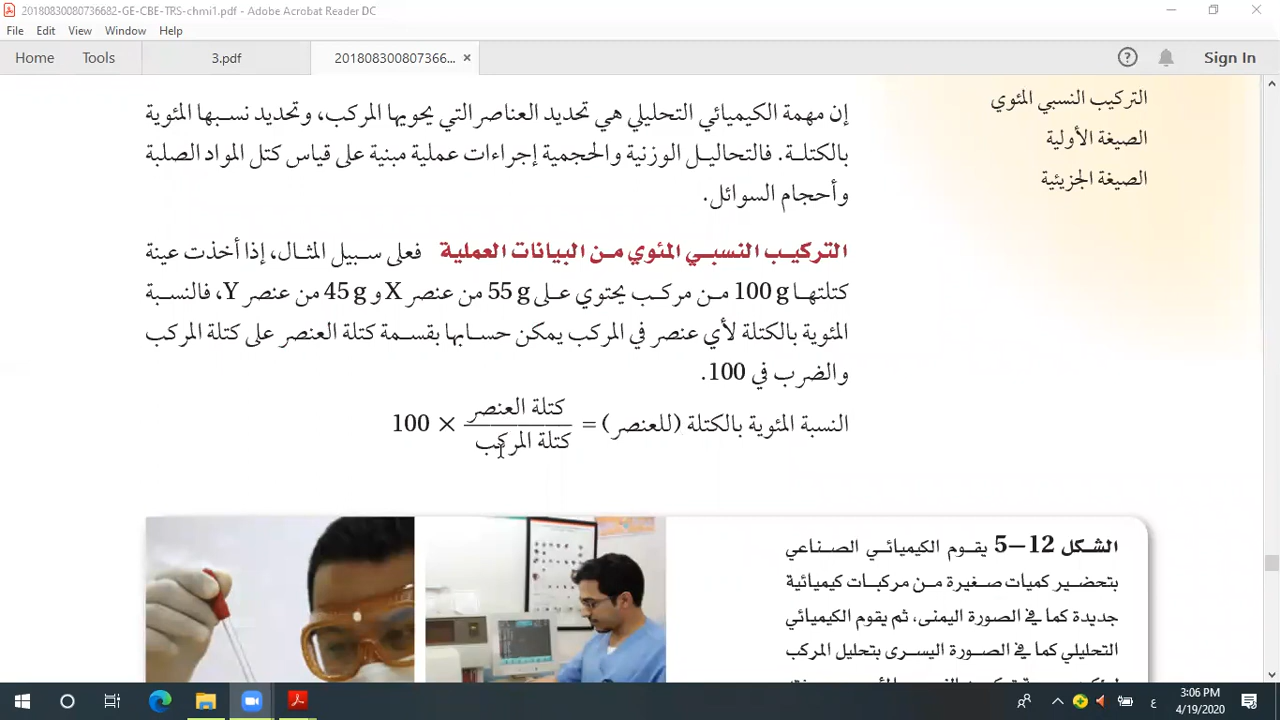 20180830080736682-GE-CBE-TRS-chmi1.pdf - Adobe Acrobat Reader DC
File Edit View Window Help
Home Tools 3.pdf 201808300807366... × Sign In
التركيب النسبي المئوي
الصيغة الأولية
الصيغة الجزيئية
إن مهمة الكيميائي التحليلي هي تحديد العناصر التي يحويها المركب، وتحديد نسبها المئوية
بالكتلة. فالتحاليل الوزنية والحجمية إجراءات عملية مبنية على قياس كتل المواد الصلبة
وأحجام السوائل.
التركيب النسبي المئوي من البيانات العملية فعلى سبيل المثال، إذا أخذت عينة
كتلتها 100 g من مركب يحتوي على 55 g من عنصر X و 45 g من عنصر Y، فالنسبة
المئوية بالكتلة لأي عنصر في المركب يمكن حسابها بقسمة كتلة العنصر على كتلة المركب
والضرب في 100.
النسبة المئوية بالكتلة (للعنصر) = كتلة العنصر / كتلة المركب × 100
الشكل 12–5 يقوم الكيميائي الصناعي
بتحضير كميات صغيرة من مركبات كيميائية
جديدة كما في الصورة اليمنى، ثم يقوم الكيميائي
التحليلي كما في الصورة اليسرى بتحليل المركب
ع
3:06 PM
4/19/2020